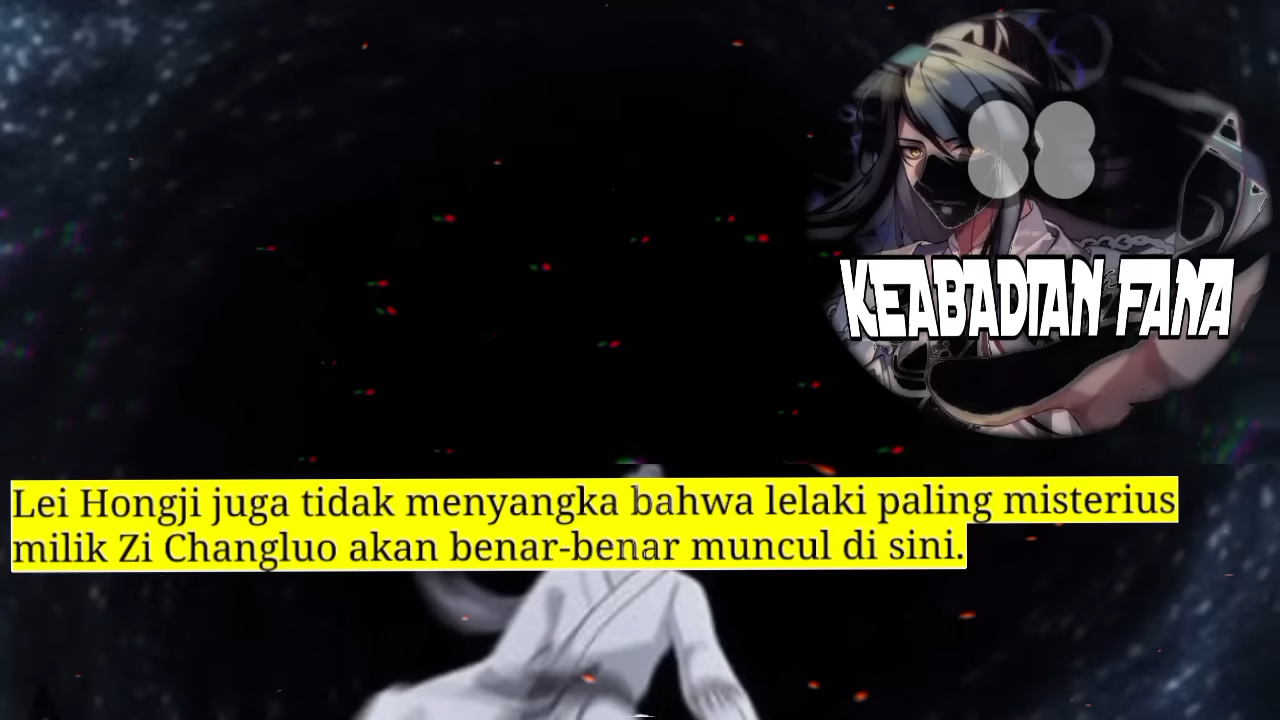 KEABADIAN FANA
Lei Hongji juga tidak menyangka bahwa lelaki paling misterius
milik Zi Changluo akan benar-benar muncul di sini.